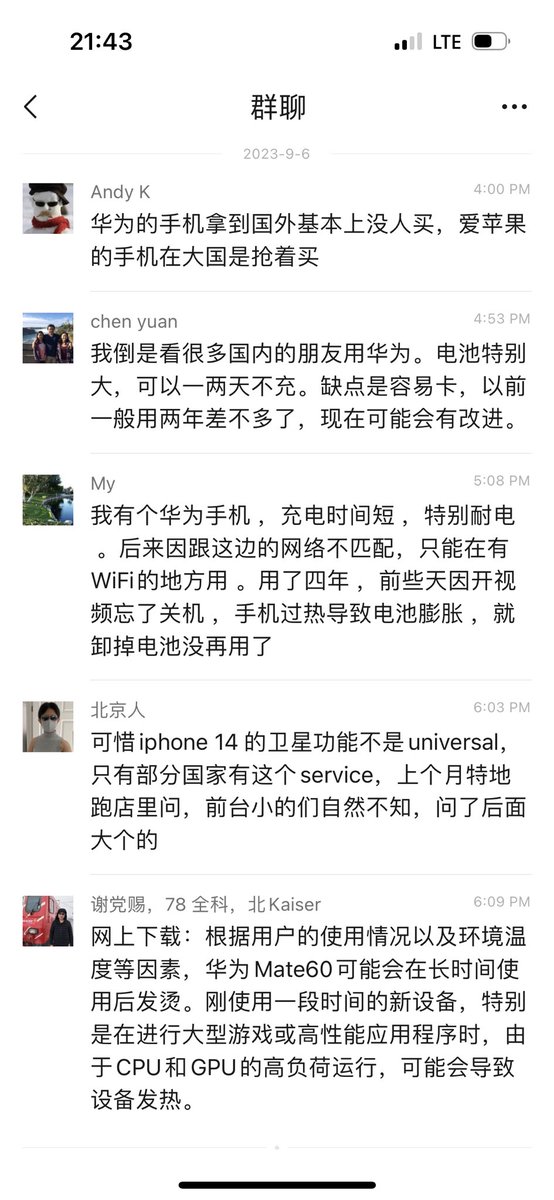 21:43
LTE
群聊
2023-9-6
Andy K
4:00 PM
华为的手机拿到国外基本上没人买，爱苹果
的手机在大国是抢着买
chen yuan
4:53 PM
我倒是看很多国内的朋友用华为。电池特别
大，可以一两天不充。缺点是容易卡，以前
一般用两年差不多了，现在可能会有改进。
My
5:08 PM
我有个华为手机 ，充电时间短 ，特别耐电
。后来因跟这边的网络不匹配，只能在有
WiFi的地方用 。用了四年 ，前些天因开视
频忘了关机 ，手机过热导致电池膨胀 ，就
卸掉电池没再用了
北京人
6:03 PM
可惜iphone 14 的卫星功能不是universal，
只有部分国家有这个service，上个月特地
跑店里问，前台小的们自然不知，问了后面
大个的
谢党赐，78 全科，北Kaiser
6:09 PM
网上下载：根据用户的使用情况以及环境温
度等因素，华为Mate60可能会在长时间使
用后发烫。刚使用一段时间的新设备，特别
是在进行大型游戏或高性能应用程序时，由
于CPU和GPU的高负荷运行，可能会导致
设备发热。